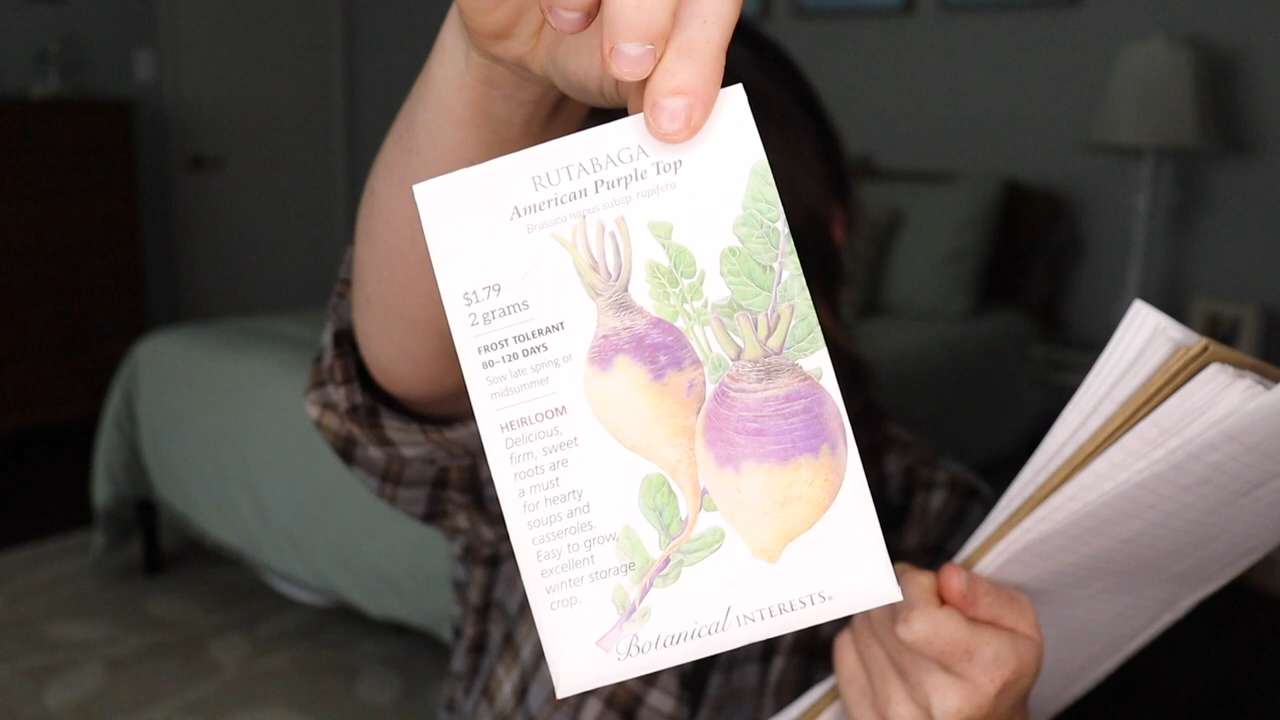 RUTABAGA
American Purple Top
Brassica napus subsp. rapifera
$1.79
2 grams
FROST TOLERANT
80–120 DAYS
Sow late spring or
midsummer
HEIRLOOM
Delicious,
firm, sweet
roots are
a must
for hearty
soups and
casseroles.
Easy to grow,
excellent
winter storage
crop.
Botanical INTERESTS®